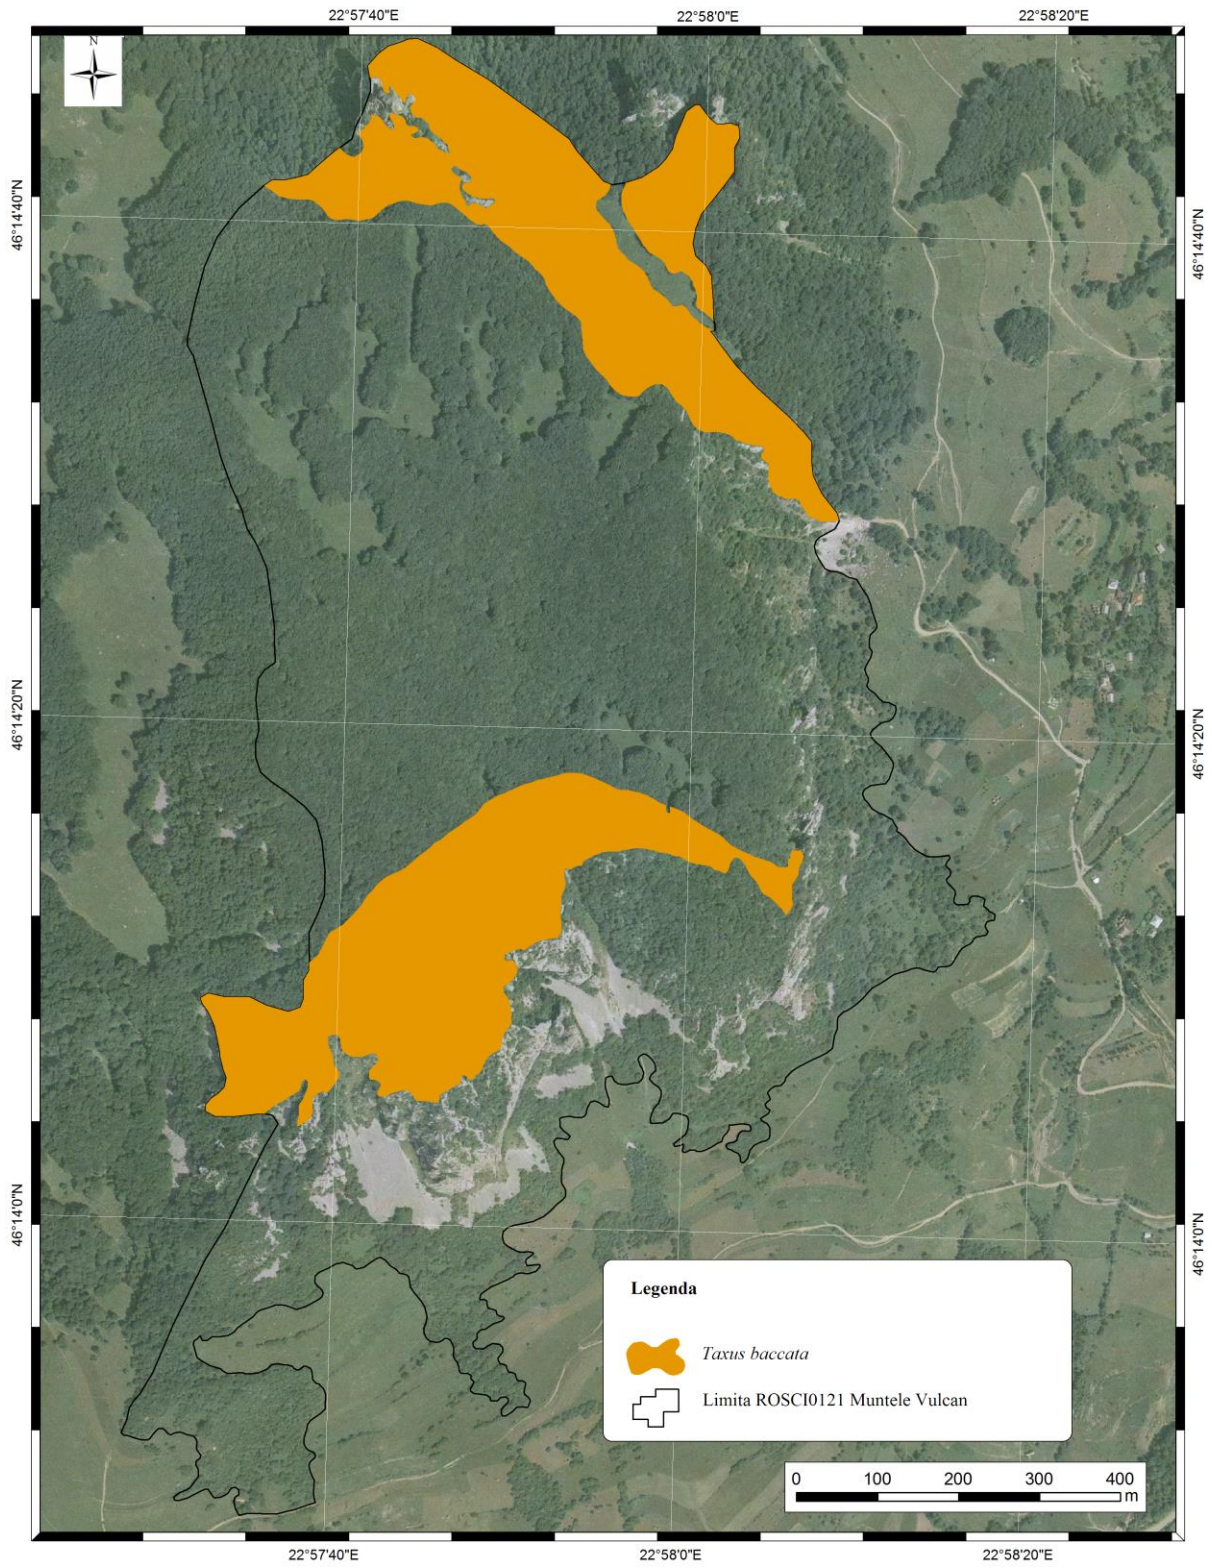 22°57'40"E 22°58'0"E 22°58'20"E
N
46°14'40"N 46°14'40"N
46°14'20"N 46°14'20"N
46°14'0"N 46°14'0"N
Legenda
Taxus baccata
Limita ROSCI0121 Muntele Vulcan
0 100 200 300 400
m
22°57'40"E 22°58'0"E 22°58'20"E